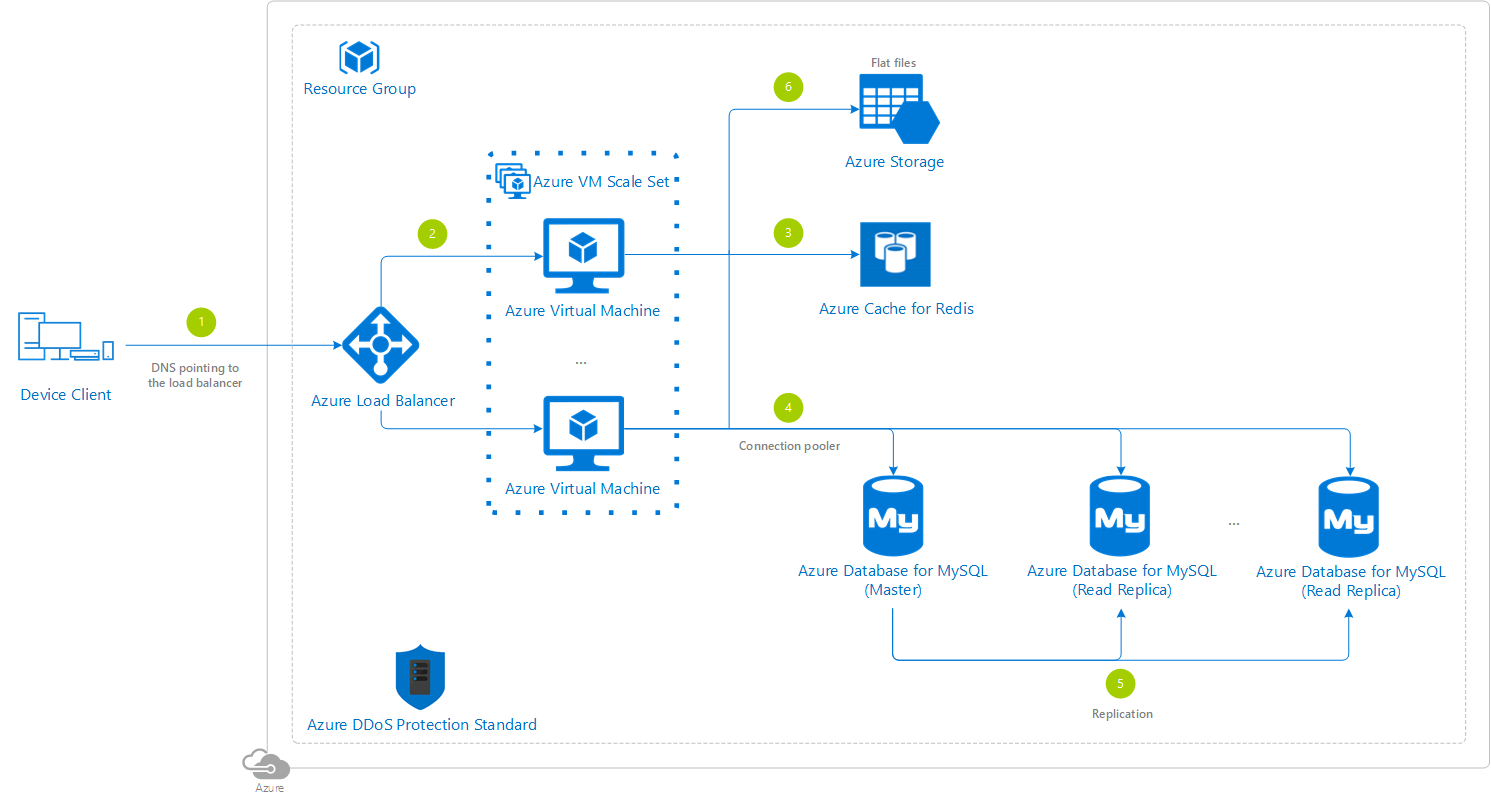 Resource Group
Flat files
6
Azure Storage
Azure VM Scale Set
2
3
Azure Virtual Machine
Azure Cache for Redis
1
DNS pointing to
the load balancer
Device Client
Azure Load Balancer
...
4
Connection pooler
Azure Virtual Machine
My
My
...
My
Azure Database for MySQL
(Master)
Azure Database for MySQL
(Read Replica)
Azure Database for MySQL
(Read Replica)
5
Replication
Azure DDoS Protection Standard
Azure